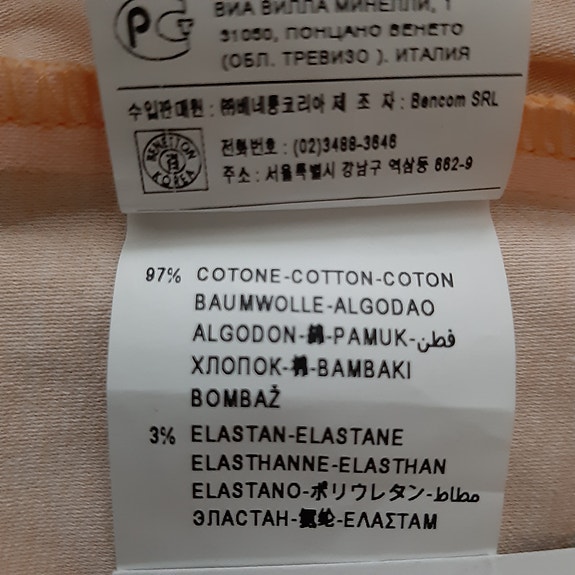 ВИА ВИЛЛА МИНЕЛЛИ, 1
31050, ПОНЦАНО ВЕНЕТО
(ОБЛ. ТРЕВИЗО ). ИТАЛИЯ
수입판매원 : ㈜베네통코리아 제 조 자 : Bencom SRL
BENETTON KOREA
전화번호 : (02)3488-3646
주소 : 서울특별시 강남구 역삼동 662-9
97% COTONE-COTTON-COTON
BAUMWOLLE-ALGODAO
ALGODON-綿-PAMUK-قطن
ХЛОПОК-棉-BAMBAKI
BOMBAŽ
3% ELASTAN-ELASTANE
ELASTHANNE-ELASTHAN
ELASTANO-ポリウレタン-مطاط
ЭЛАСТАН-氨纶-ΕΛΑΣΤΑΜ